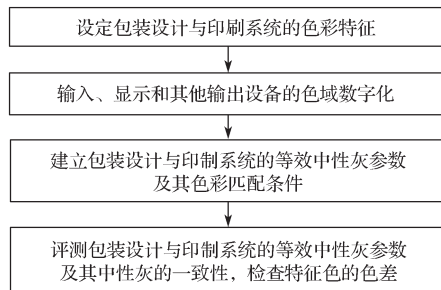 设定包装设计与印刷系统的色彩特征
输入、显示和其他输出设备的色域数字化
建立包装设计与印制系统的等效中性灰参数
及其色彩匹配条件
评测包装设计与印制系统的等效中性灰参数
及其中性灰的一致性，检查特征色的色差